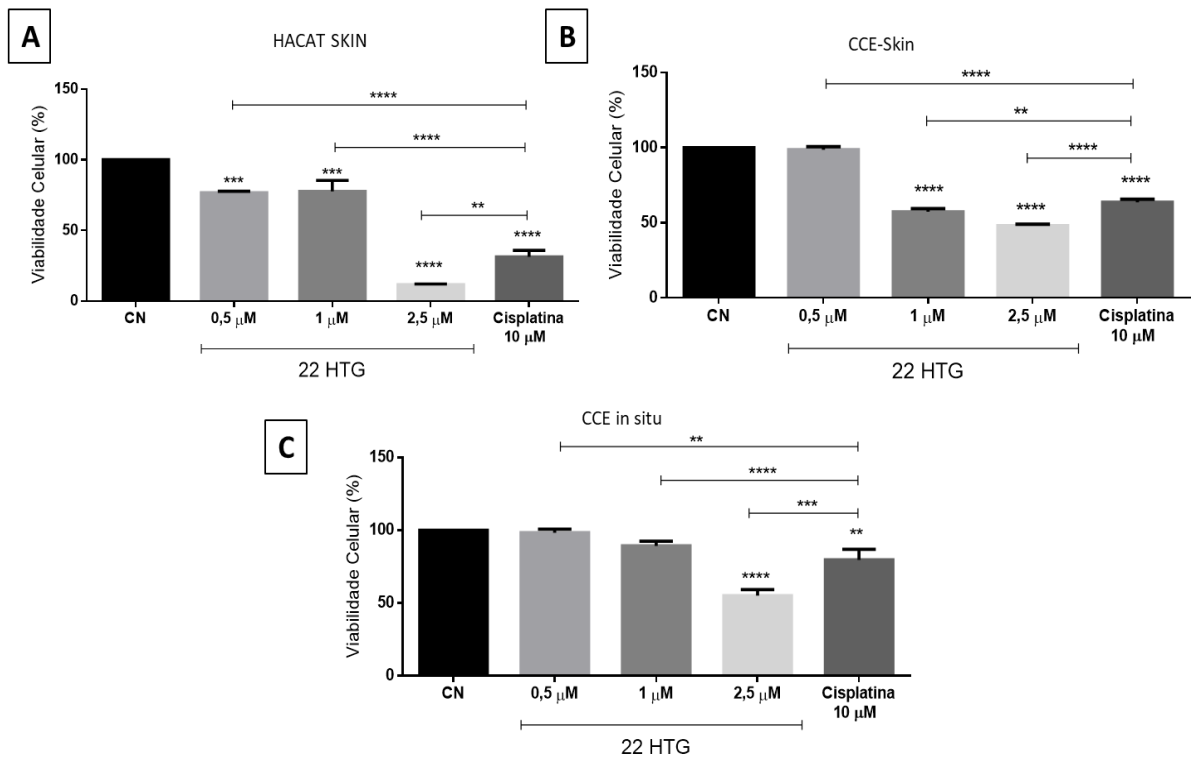 A
HACAT SKIN
Viabilidade Celular (%)
150
100
50
0
****
****
**
***
***
****
****
CN
0,5 μM
1 μM
2,5 μM
Cisplatina
10 μM
22 HTG
B
CCE-Skin
Viabilidade Celular (%)
150
100
50
0
****
**
****
****
****
****
CN
0,5 μM
1 μM
2,5 μM
Cisplatina
10 μM
22 HTG
C
CCE in situ
Viabilidade Celular (%)
150
100
50
0
**
****
***
****
**
CN
0,5 μM
1 μM
2,5 μM
Cisplatina
10 μM
22 HTG